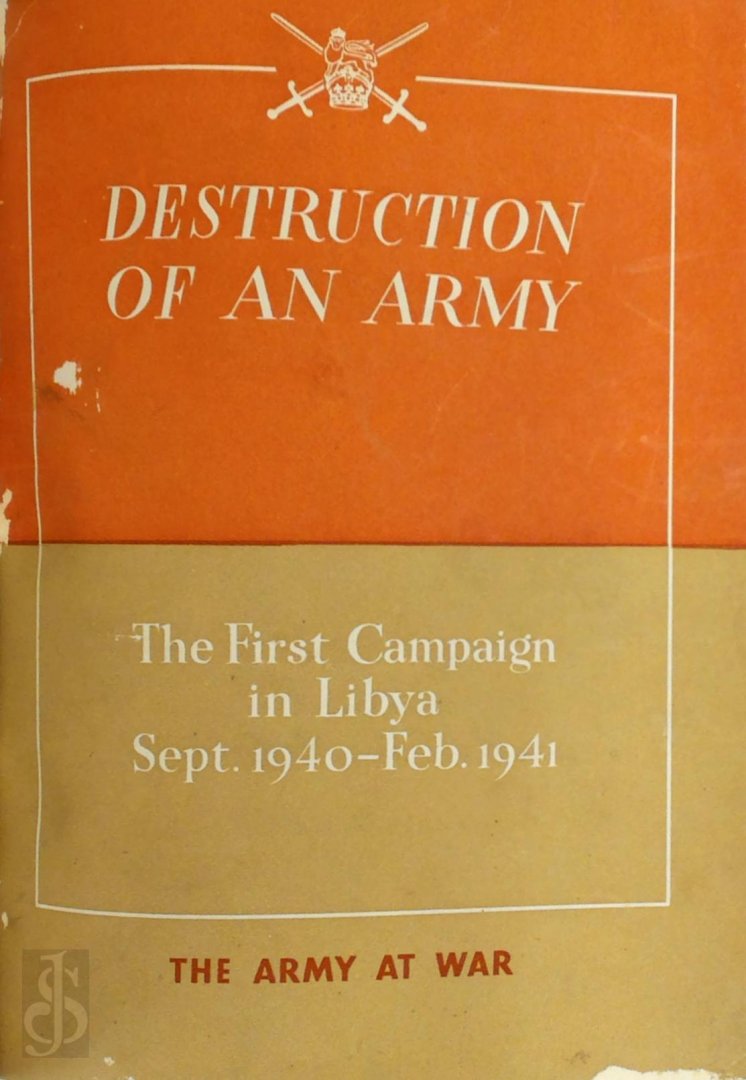 DESTRUCTION
OF AN ARMY
The First Campaign
in Libya
Sept. 1940–Feb. 1941
THE ARMY AT WAR